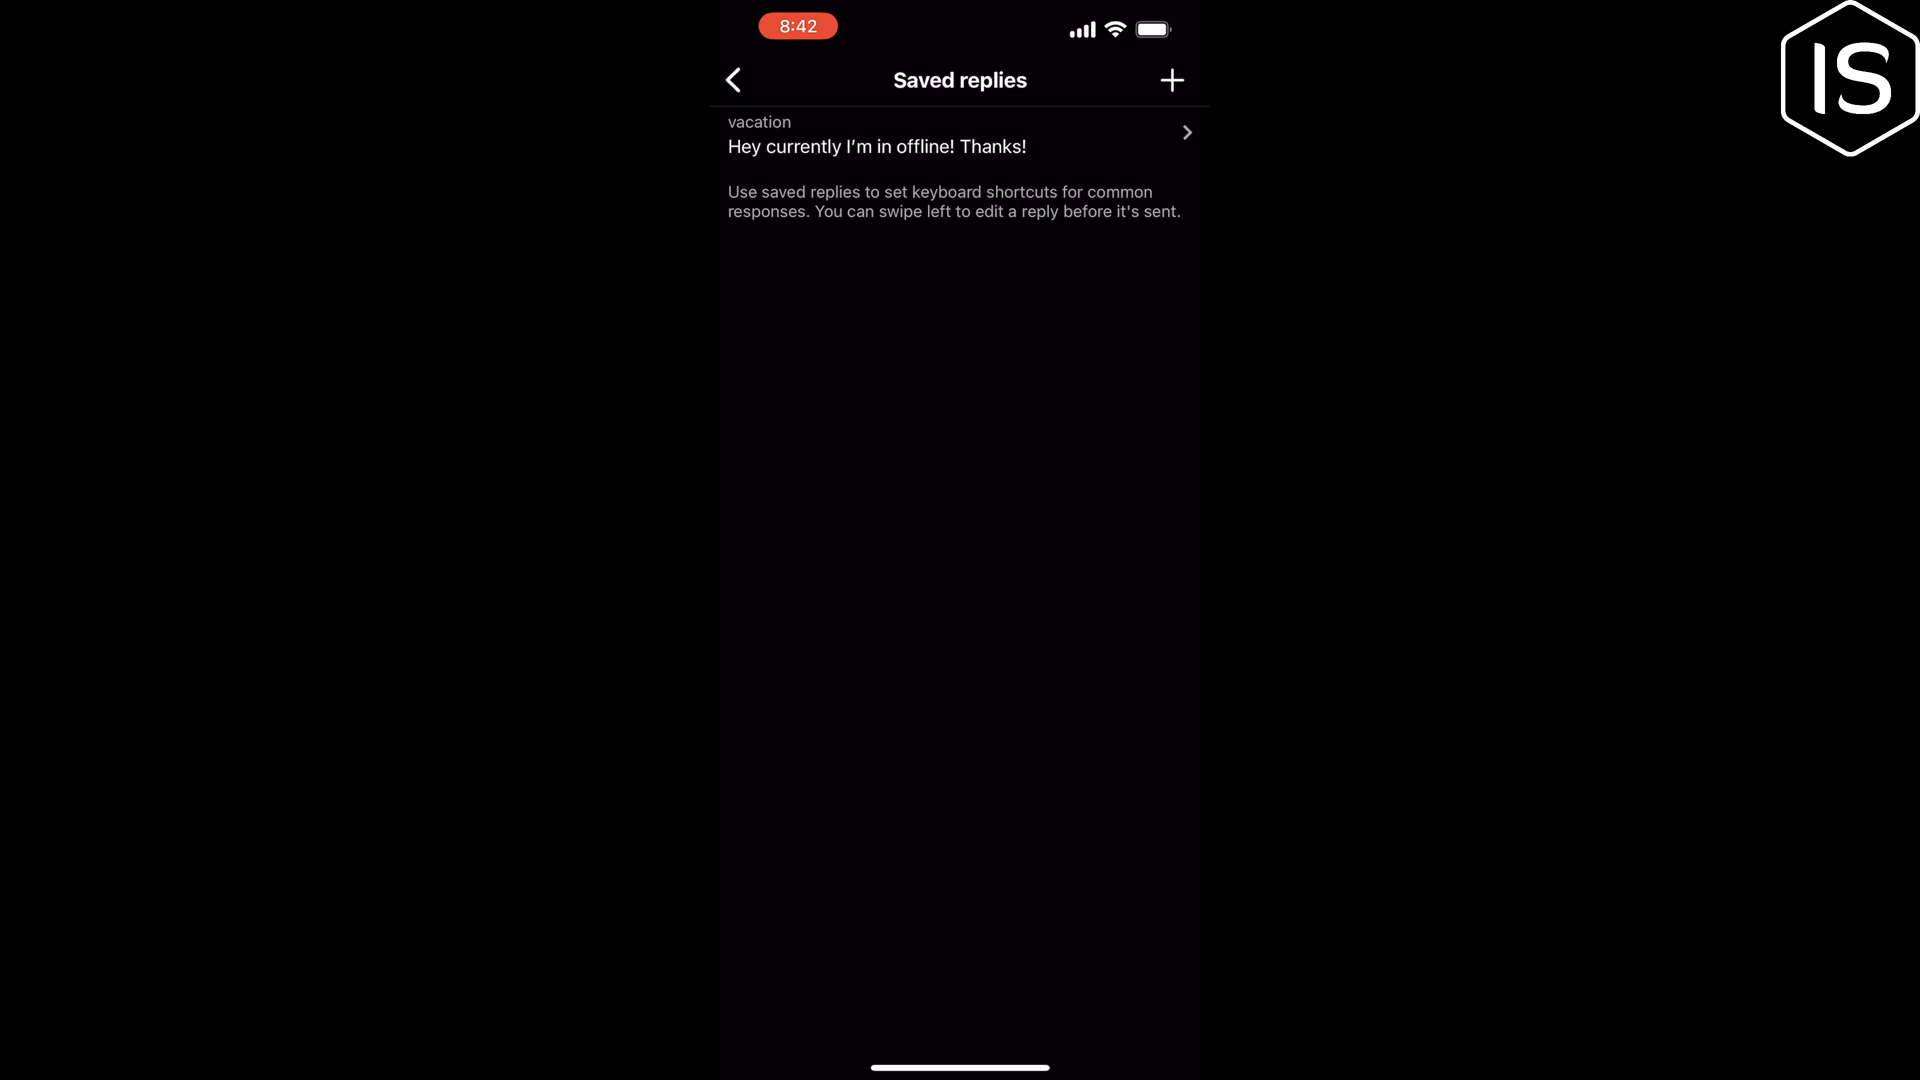 8:42
Saved replies
vacation
Hey currently I’m in offline! Thanks!
Use saved replies to set keyboard shortcuts for common
responses. You can swipe left to edit a reply before it's sent.
IS